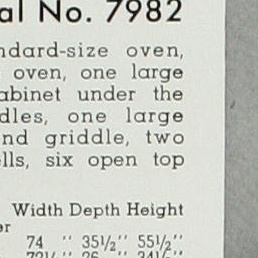 al No. 7982
ndard-size oven,
oven, one large
abinet under the
dles, one large
nd griddle, two
lls, six open top
Width Depth Height
er
74 " 35½" 55½"